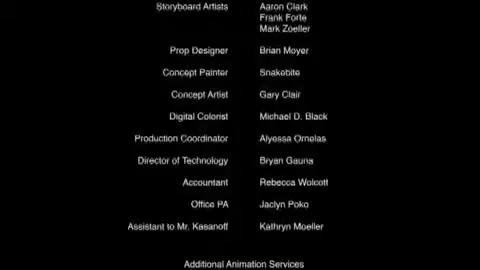 Storyboard Artists Aaron Clark
Frank Forte
Mark Zoeller
Prop Designer Brian Moyer
Concept Painter Snakebite
Concept Artist Gary Clair
Digital Colorist Michael D. Black
Production Coordinator Alyessa Ornelas
Director of Technology Bryan Gauna
Accountant Rebecca Wolcott
Office PA Jaclyn Poko
Assistant to Mr. Kasanoff Kathryn Moeller
Additional Animation Services